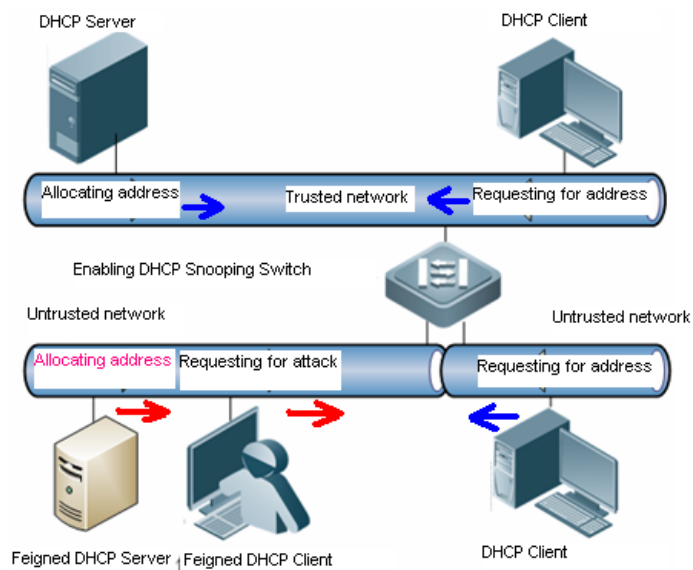 DHCP Server
DHCP Client
Allocating address
Trusted network
Requesting for address
Enabling DHCP Snooping Switch
Untrusted network
Untrusted network
Allocating address
Requesting for attack
Requesting for address
Feigned DHCP Server
Feigned DHCP Client
DHCP Client